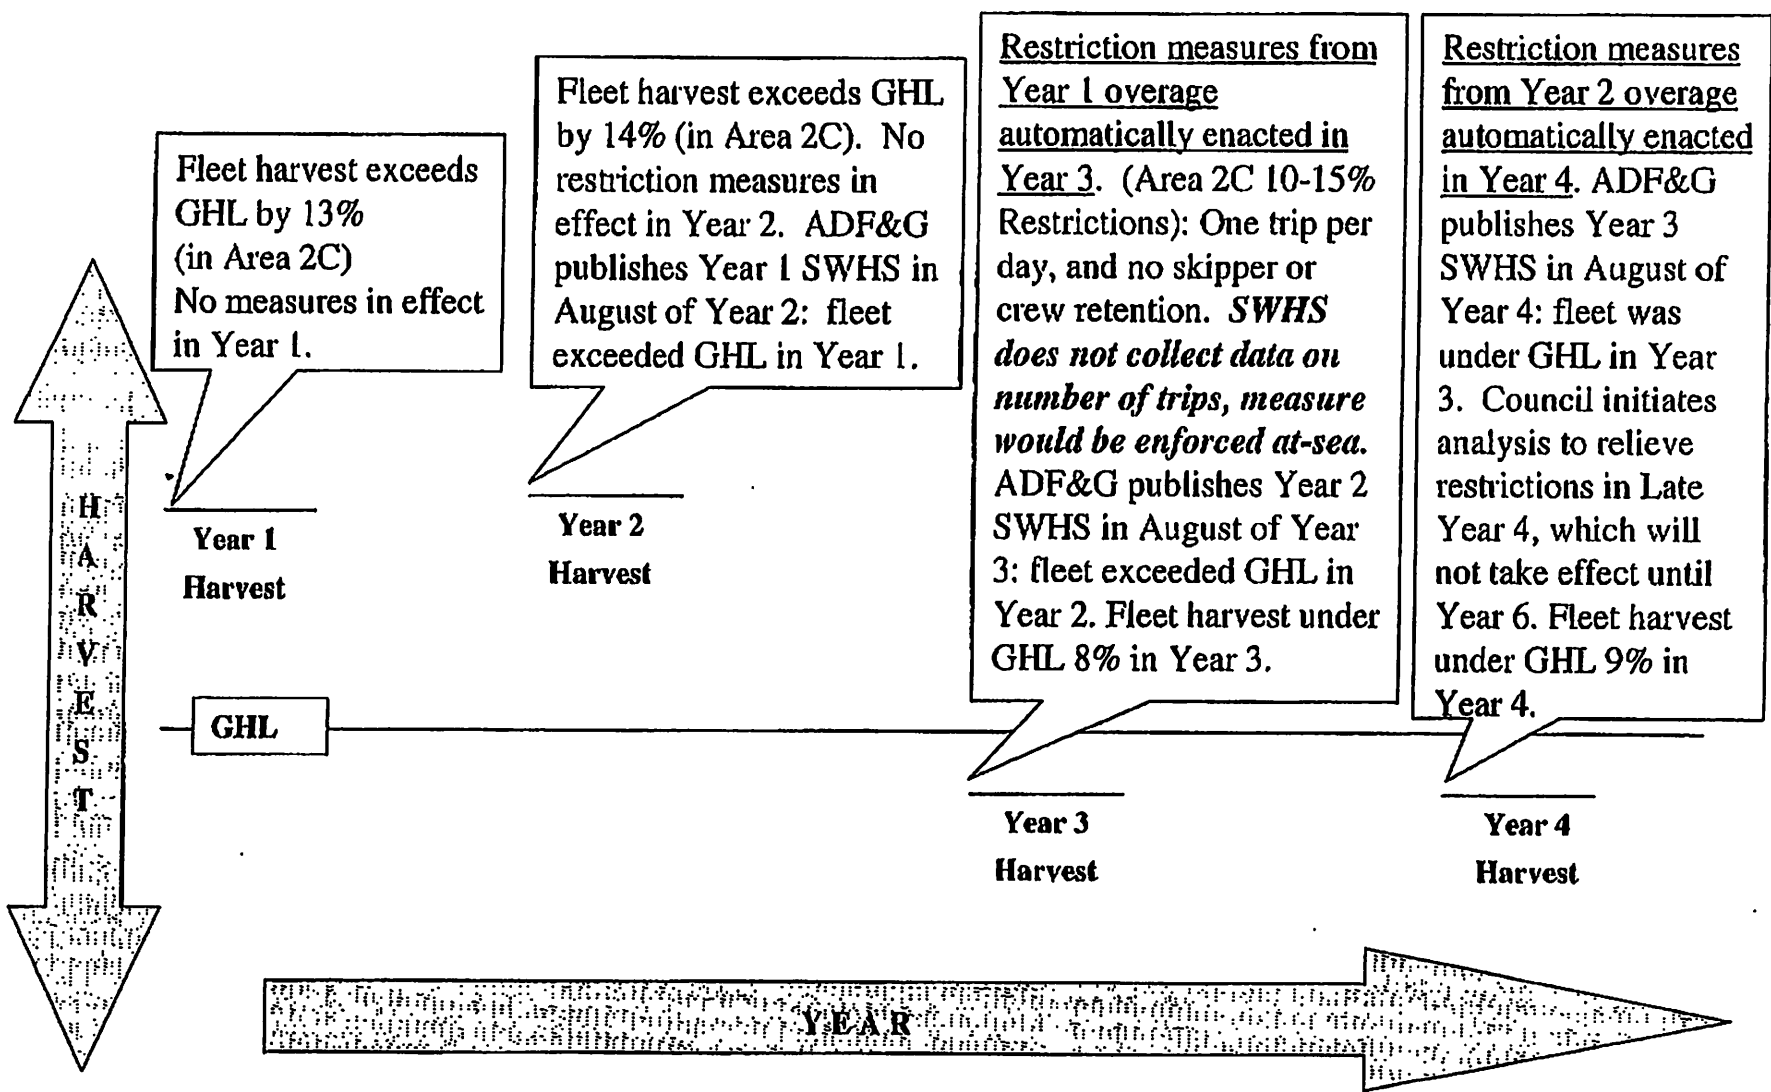 Fleet harvest exceeds
GHL by 13%
(in Area 2C)
No measures in effect
in Year 1.
Fleet harvest exceeds GHL
by 14% (in Area 2C). No
restriction measures in
effect in Year 2. ADF&G
publishes Year 1 SWHS in
August of Year 2: fleet
exceeded GHL in Year 1.
Restriction measures from
Year 1 overage
automatically enacted in
Year 3. (Area 2C 10-15%
Restrictions): One trip per
day, and no skipper or
crew retention. SWHS
does not collect data on
number of trips, measure
would be enforced at-sea.
ADF&G publishes Year 2
SWHS in August of Year
3: fleet exceeded GHL in
Year 2. Fleet harvest under
GHL 8% in Year 3.
Restriction measures
from Year 2 overage
automatically enacted
in Year 4. ADF&G
publishes Year 3
SWHS in August of
Year 4: fleet was
under GHL in Year
3. Council initiates
analysis to relieve
restrictions in Late
Year 4, which will
not take effect until
Year 6. Fleet harvest
under GHL 9% in
Year 4.
HARVEST
Year 1
Harvest
Year 2
Harvest
GHL
Year 3
Harvest
Year 4
Harvest
YEAR